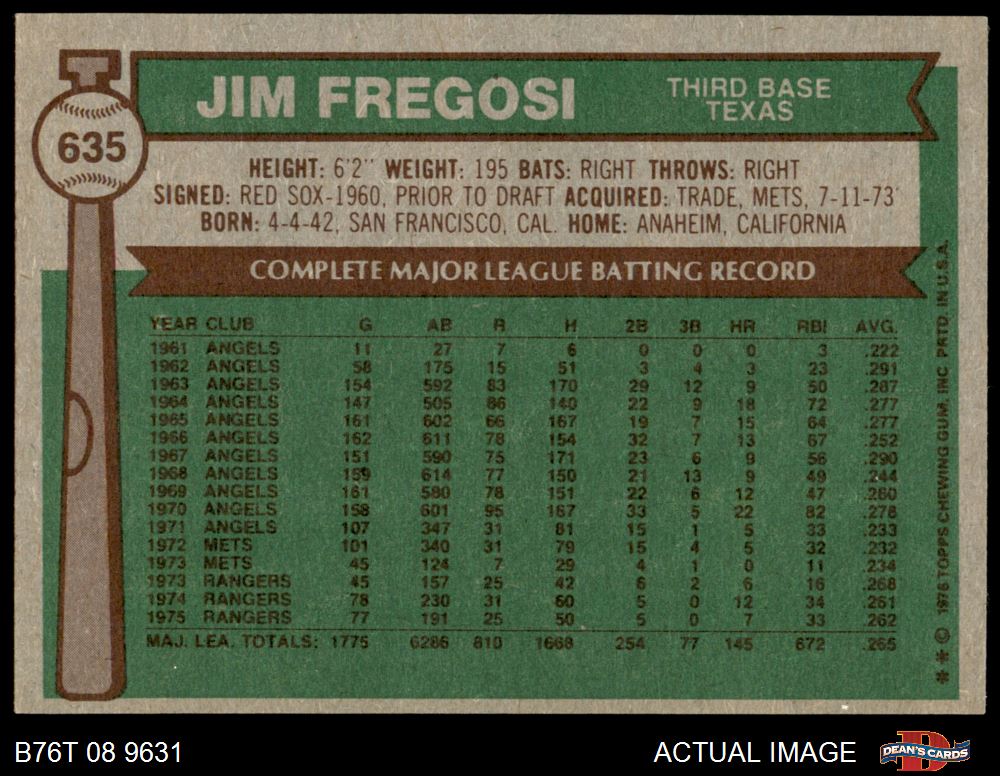 635
JIM FREGOSI
THIRD BASE
TEXAS
HEIGHT: 6'2" WEIGHT: 195 BATS: RIGHT THROWS: RIGHT
SIGNED: RED SOX-1960, PRIOR TO DRAFT ACQUIRED: TRADE, METS, 7-11-73
BORN: 4-4-42, SAN FRANCISCO, CAL. HOME: ANAHEIM, CALIFORNIA
COMPLETE MAJOR LEAGUE BATTING RECORD
YEAR CLUB G AB R H 2B 3B HR RBI AVG.
1961 ANGELS 11 27 7 6 0 0 0 3 .222
1962 ANGELS 58 175 15 51 3 4 3 23 .291
1963 ANGELS 154 592 83 170 29 12 9 50 .287
1964 ANGELS 147 505 86 140 22 9 18 72 .277
1965 ANGELS 161 602 66 167 19 7 15 64 .277
1966 ANGELS 162 611 78 154 32 7 13 67 .252
1967 ANGELS 151 590 75 171 23 6 9 56 .290
1968 ANGELS 159 614 77 150 21 13 9 49 .244
1969 ANGELS 161 580 78 151 22 6 12 47 .260
1970 ANGELS 158 601 95 167 33 5 22 82 .278
1971 ANGELS 107 347 31 81 15 1 5 33 .233
1972 METS 101 340 31 79 15 4 5 32 .232
1973 METS 45 124 7 29 4 1 0 11 .234
1973 RANGERS 45 157 25 42 6 2 6 16 .268
1974 RANGERS 78 230 31 60 5 0 12 34 .261
1975 RANGERS 77 191 25 50 5 0 7 33 .262
MAJ. LEA. TOTALS: 1775 6286 810 1668 254 77 145 672 .265
* * © 1976 TOPPS CHEWING GUM, INC. PRTD. IN U.S.A.
B76T 08 9631
ACTUAL IMAGE
DEAN'S CARDS